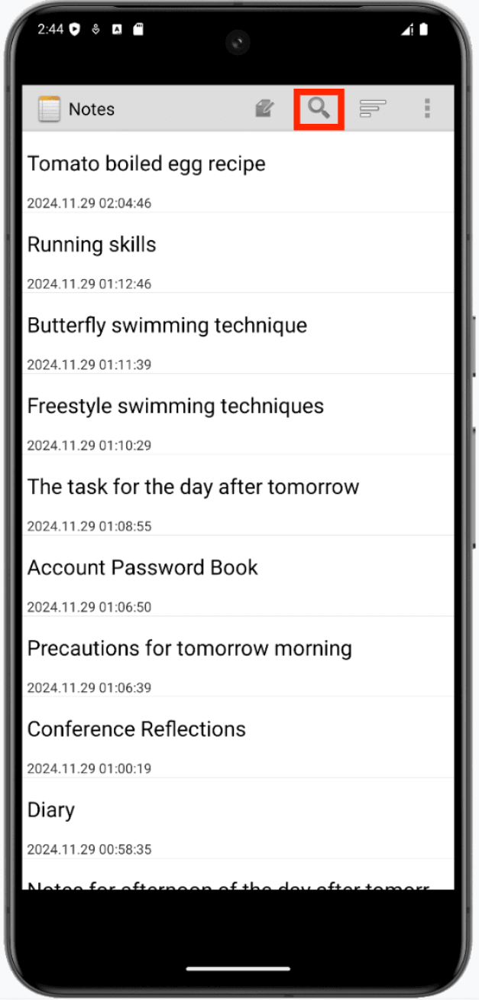 2:44
Notes
Tomato boiled egg recipe
2024.11.29 02:04:46
Running skills
2024.11.29 01:12:46
Butterfly swimming technique
2024.11.29 01:11:39
Freestyle swimming techniques
2024.11.29 01:10:29
The task for the day after tomorrow
2024.11.29 01:08:55
Account Password Book
2024.11.29 01:06:50
Precautions for tomorrow morning
2024.11.29 01:06:39
Conference Reflections
2024.11.29 01:00:19
Diary
2024.11.29 00:58:35
Notes for afternoon of the day after tomorr